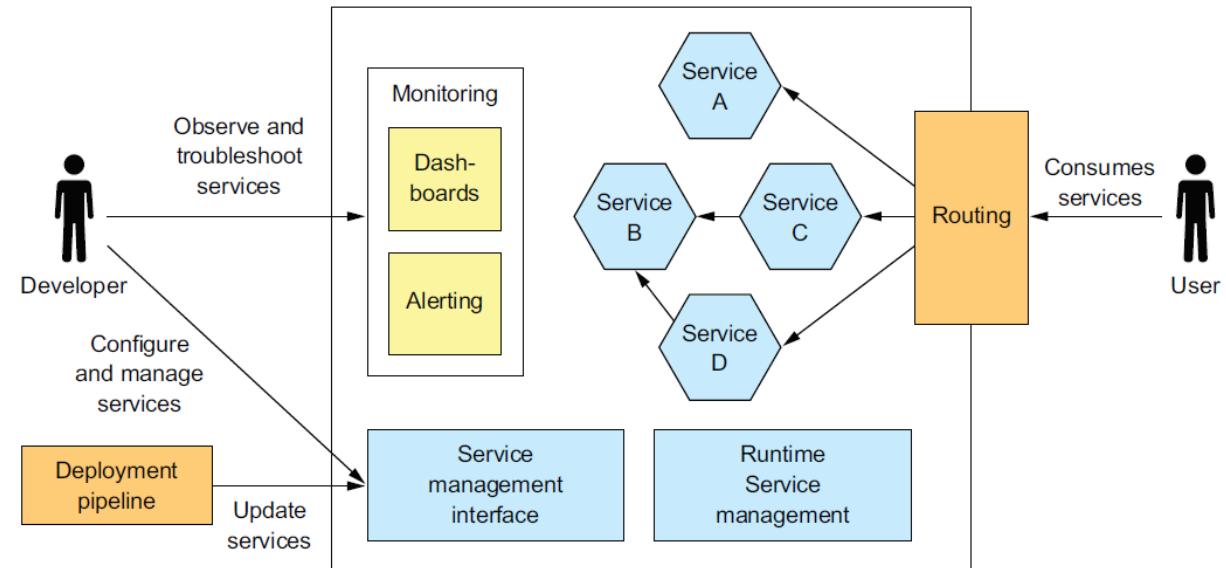 Monitoring
Dash-
boards
Alerting
Observe and
troubleshoot
services
Developer
Configure
and manage
services
Deployment
pipeline
Update
services
Service
management
interface
Runtime
Service
management
Service
A
Service
B
Service
C
Service
D
Routing
Consumes
services
User